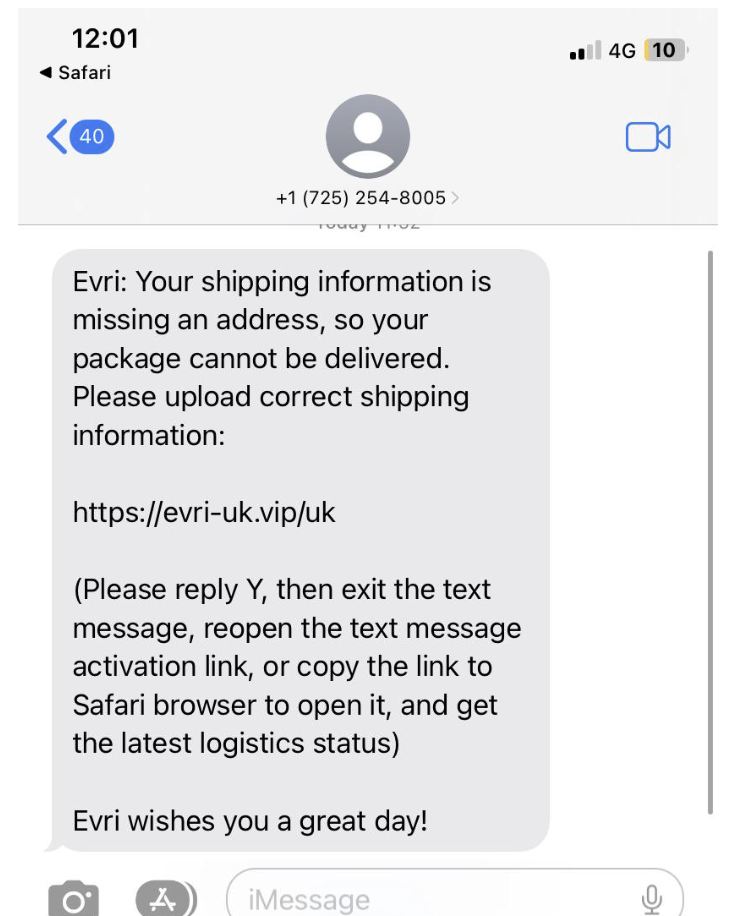 12:01
4G 10
Safari
40
+1 (725) 254-8005
Today 11:52
Evri: Your shipping information is
missing an address, so your
package cannot be delivered.
Please upload correct shipping
information:
https://evri-uk.vip/uk
(Please reply Y, then exit the text
message, reopen the text message
activation link, or copy the link to
Safari browser to open it, and get
the latest logistics status)
Evri wishes you a great day!
iMessage